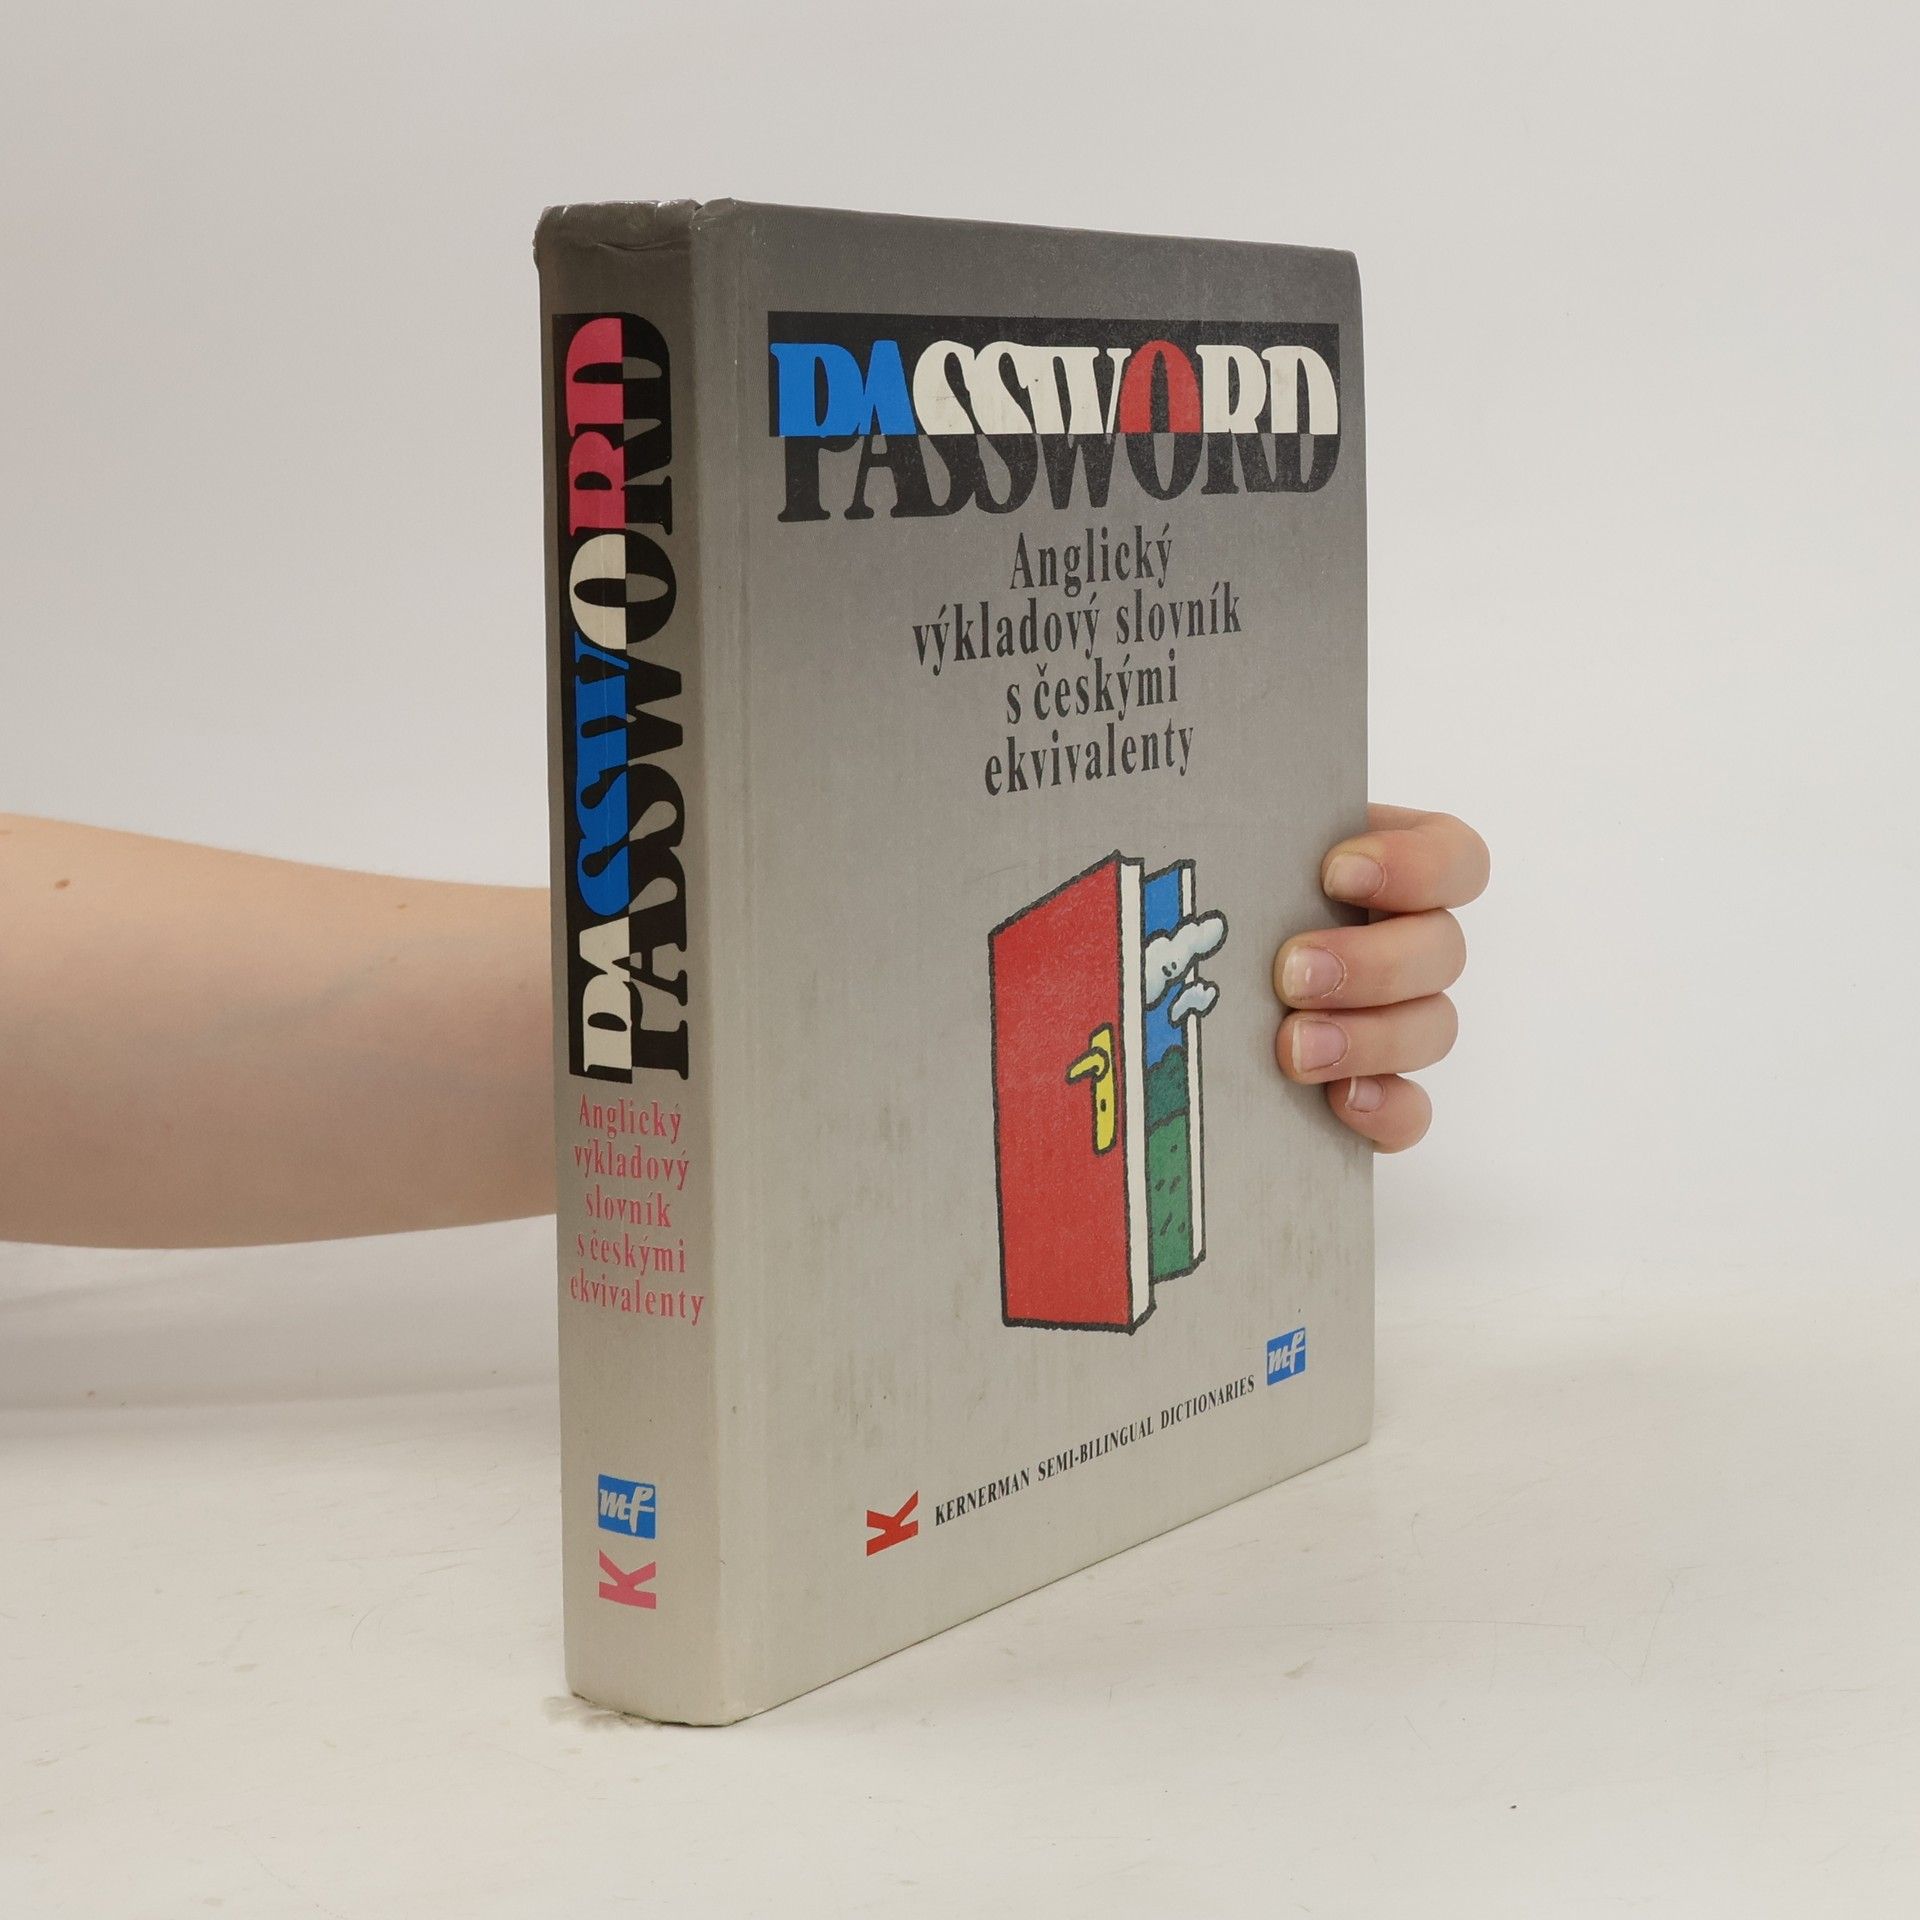 PASSWORD
Anglický
výkladový
slovník
s českými
ekvivalenty
mf
K
PASSWORD
Anglický
výkladový slovník
s českými
ekvivalenty
K KERNERMAN SEMI-BILINGUAL DICTIONARIES mf